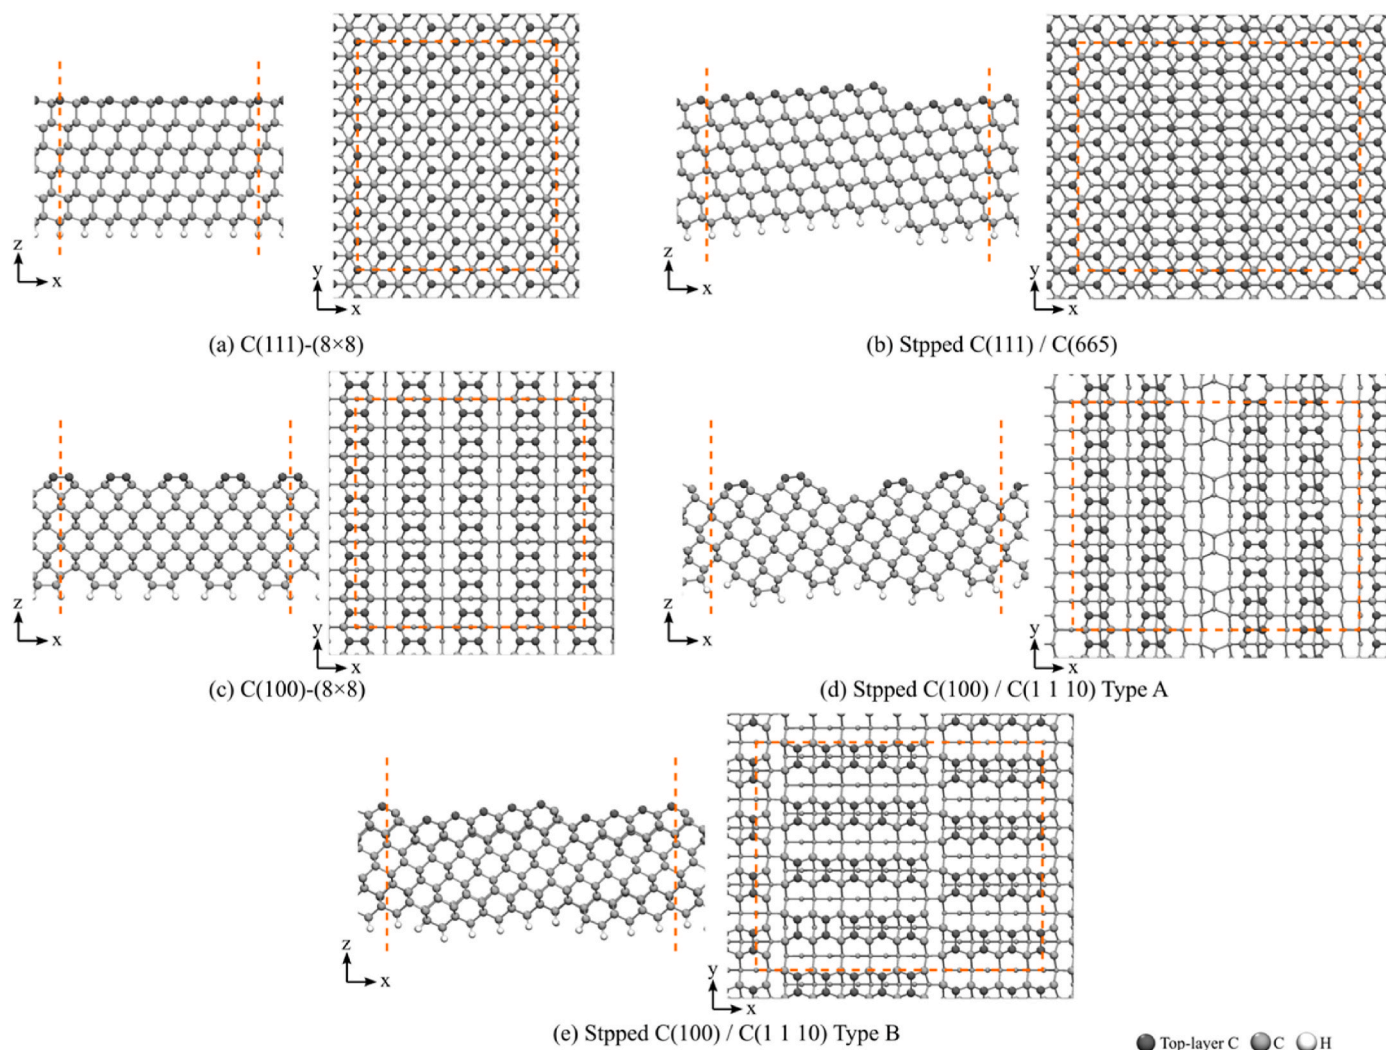 z
x
y
x
(a) C(111)-(8×8)
z
x
y
x
(b) Stpped C(111) / C(665)
z
x
y
x
(c) C(100)-(8×8)
z
x
y
x
(d) Stpped C(100) / C(1 1 10) Type A
z
x
y
x
(e) Stpped C(100) / C(1 1 10) Type B
Top-layer C C H